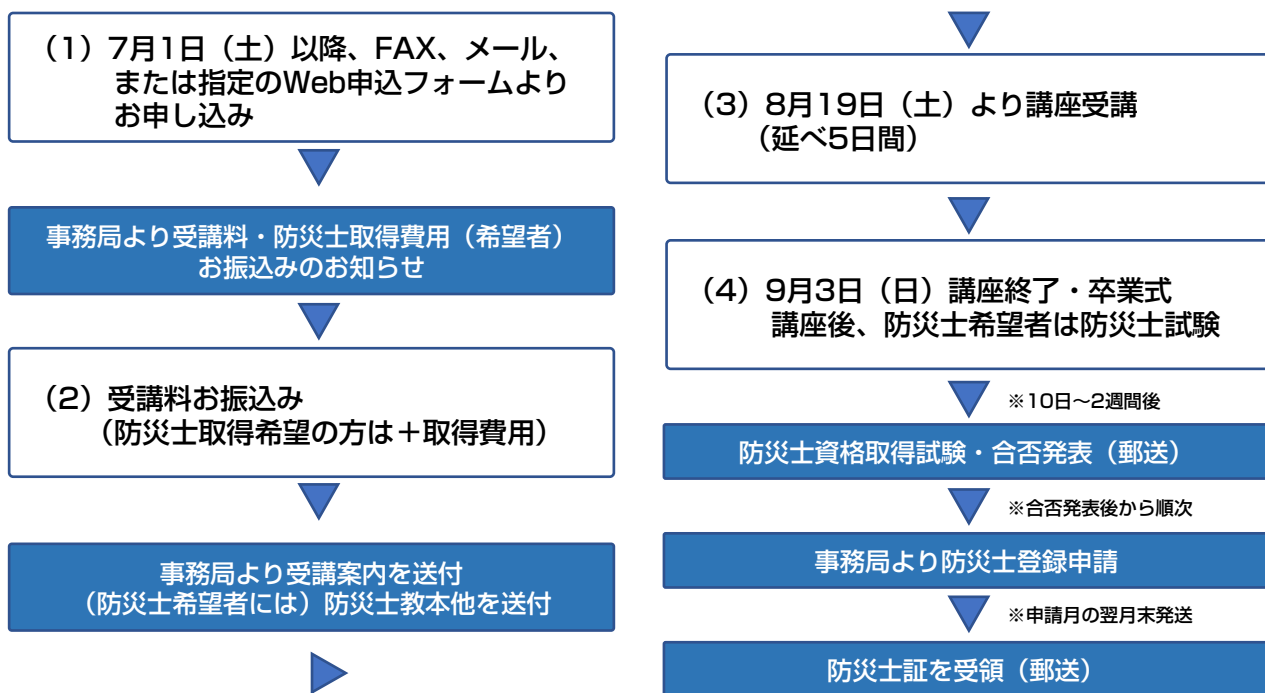 （1）7月1日（土）以降、FAX、メール、
または指定のWeb申込フォームより
お申し込み
事務局より受講料・防災士取得費用（希望者）
お振込みのお知らせ
（2）受講料お振込み
（防災士取得希望の方は＋取得費用）
事務局より受講案内を送付
（防災士希望者には）防災士教本他を送付
（3）8月19日（土）より講座受講
（延べ5日間）
（4）9月3日（日）講座終了・卒業式
講座後、防災士希望者は防災士試験
※10日～2週間後
防災士資格取得試験・合否発表（郵送）
※合否発表後から順次
事務局より防災士登録申請
※申請月の翌月末発送
防災士証を受領（郵送）